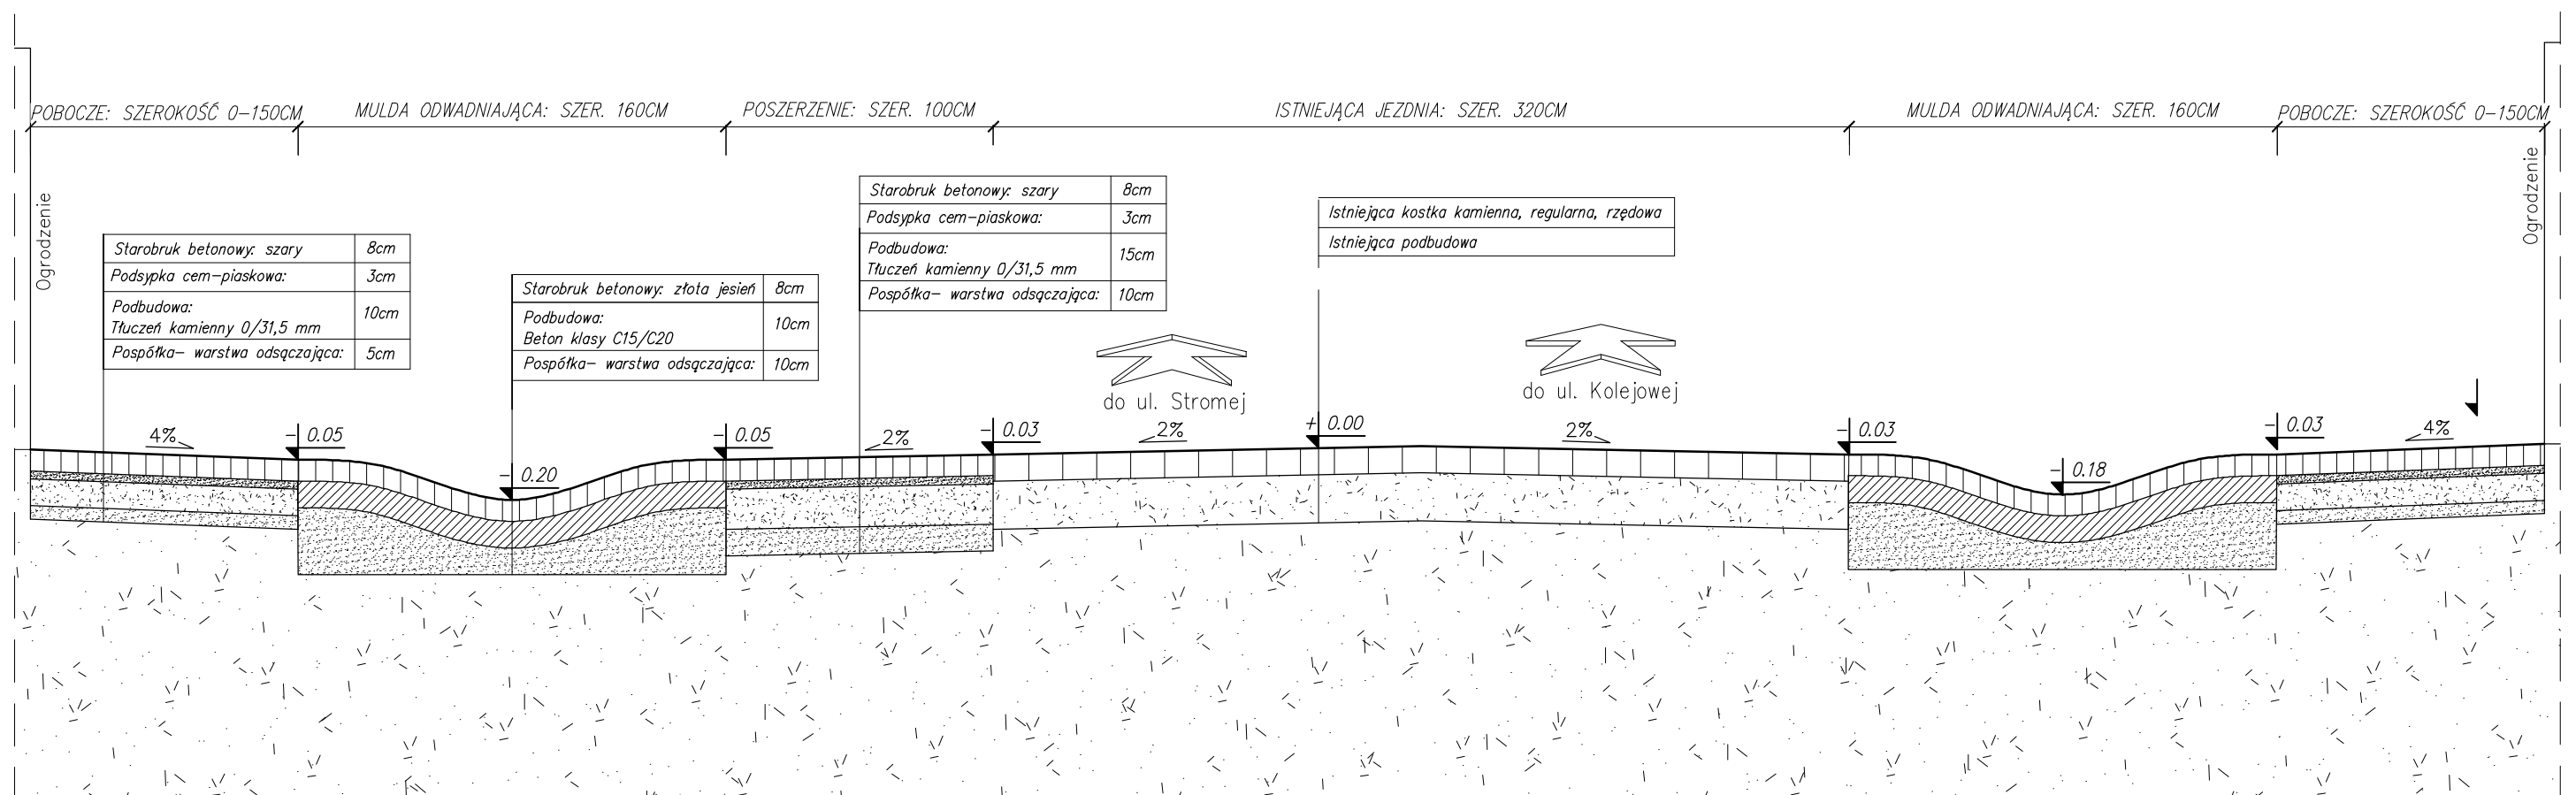 POBOCZE: SZEROKOŚĆ 0-150CM
MULDA ODWADNIAJĄCA: SZER. 160CM
POSZERZENIE: SZER. 100CM
ISTNIEJĄCA JEZDNIA: SZER. 320CM
MULDA ODWADNIAJĄCA: SZER. 160CM
POBOCZE: SZEROKOŚĆ 0-150CM
Ogrodzenie
Starobruk betonowy: szary 8cm
Podsypka cem-piaskowa: 3cm
Podbudowa:
Tłuczeń kamienny 0/31,5 mm 10cm
Pospółka- warstwa odsączająca: 5cm
Starobruk betonowy: złota jesień 8cm
Podbudowa:
Beton klasy C15/C20 10cm
Pospółka- warstwa odsączająca: 10cm
Starobruk betonowy: szary 8cm
Podsypka cem-piaskowa: 3cm
Podbudowa:
Tłuczeń kamienny 0/31,5 mm 15cm
Pospółka- warstwa odsączająca: 10cm
Istniejąca kostka kamienna, regularna, rzędowa
Istniejąca podbudowa
Ogrodzenie
do ul. Stromej
do ul. Kolejowej
4%
- 0.05
- 0.20
- 0.05
2%
- 0.03
2%
+ 0.00
2%
- 0.03
- 0.18
- 0.03
4%